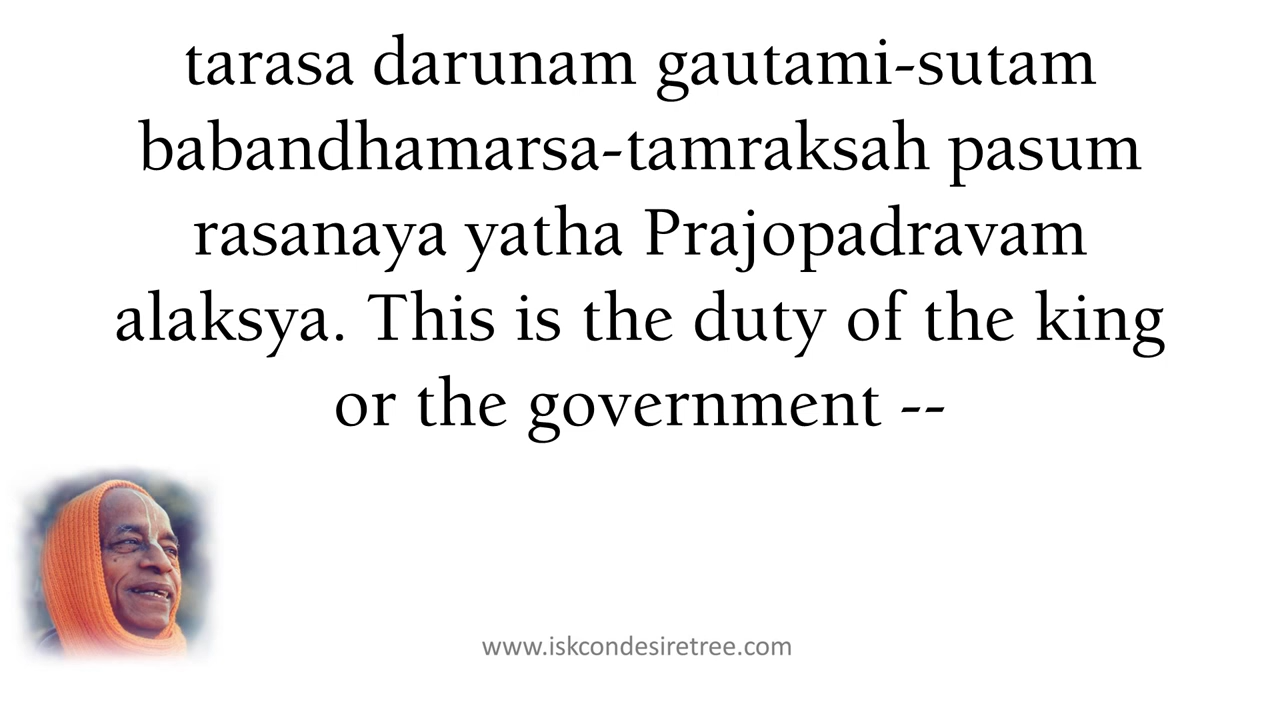 tarasa darunam gautami-sutam
babandhamarsa-tamraksah pasum
rasanaya yatha Prajopadravam
alaksya. This is the duty of the king
or the government --
www.iskcondesiretree.com